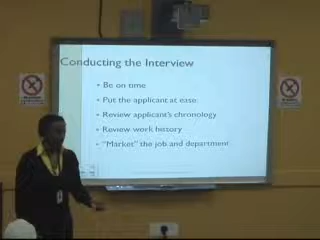 Conducting the Interview
• Be on time
• Put the applicant at ease
• Review applicant's chronology
• Review work history
• "Market" the job and department